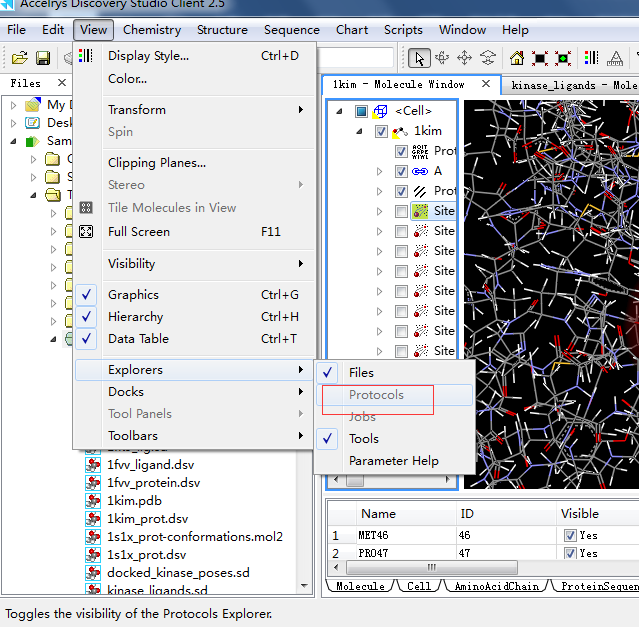 Accelrys Discovery Studio Client 2.5
File Edit View Chemistry Structure Sequence Chart Scripts Window Help
Files
1kim - Molecule Window
kinase_ligands - Mole
Display Style... Ctrl+D
Color...
Transform
Spin
Clipping Planes...
Stereo
Tile Molecules in View
Full Screen F11
Visibility
Graphics Ctrl+G
Hierarchy Ctrl+H
Data Table Ctrl+T
Explorers
Docks
Tool Panels
Toolbars
Files
Protocols
Jobs
Tools
Parameter Help
My D
Desk
Sam
<Cell>
1kim
Prot
A
Prot
Site
Site
Site
Site
Site
Site
Site
Site
1fvv_ligand.dsv
1fvv_protein.dsv
1kim.pdb
1kim_prot.dsv
1s1x_prot-conformations.mol2
1s1x_prot.dsv
docked_kinase_poses.sd
kinase_ligands.sd
Name ID Visible
1 MET46 46 Yes
2 PRO47 47 Yes
Molecule Cell AminoAcidChain ProteinSequen
Toggles the visibility of the Protocols Explorer.